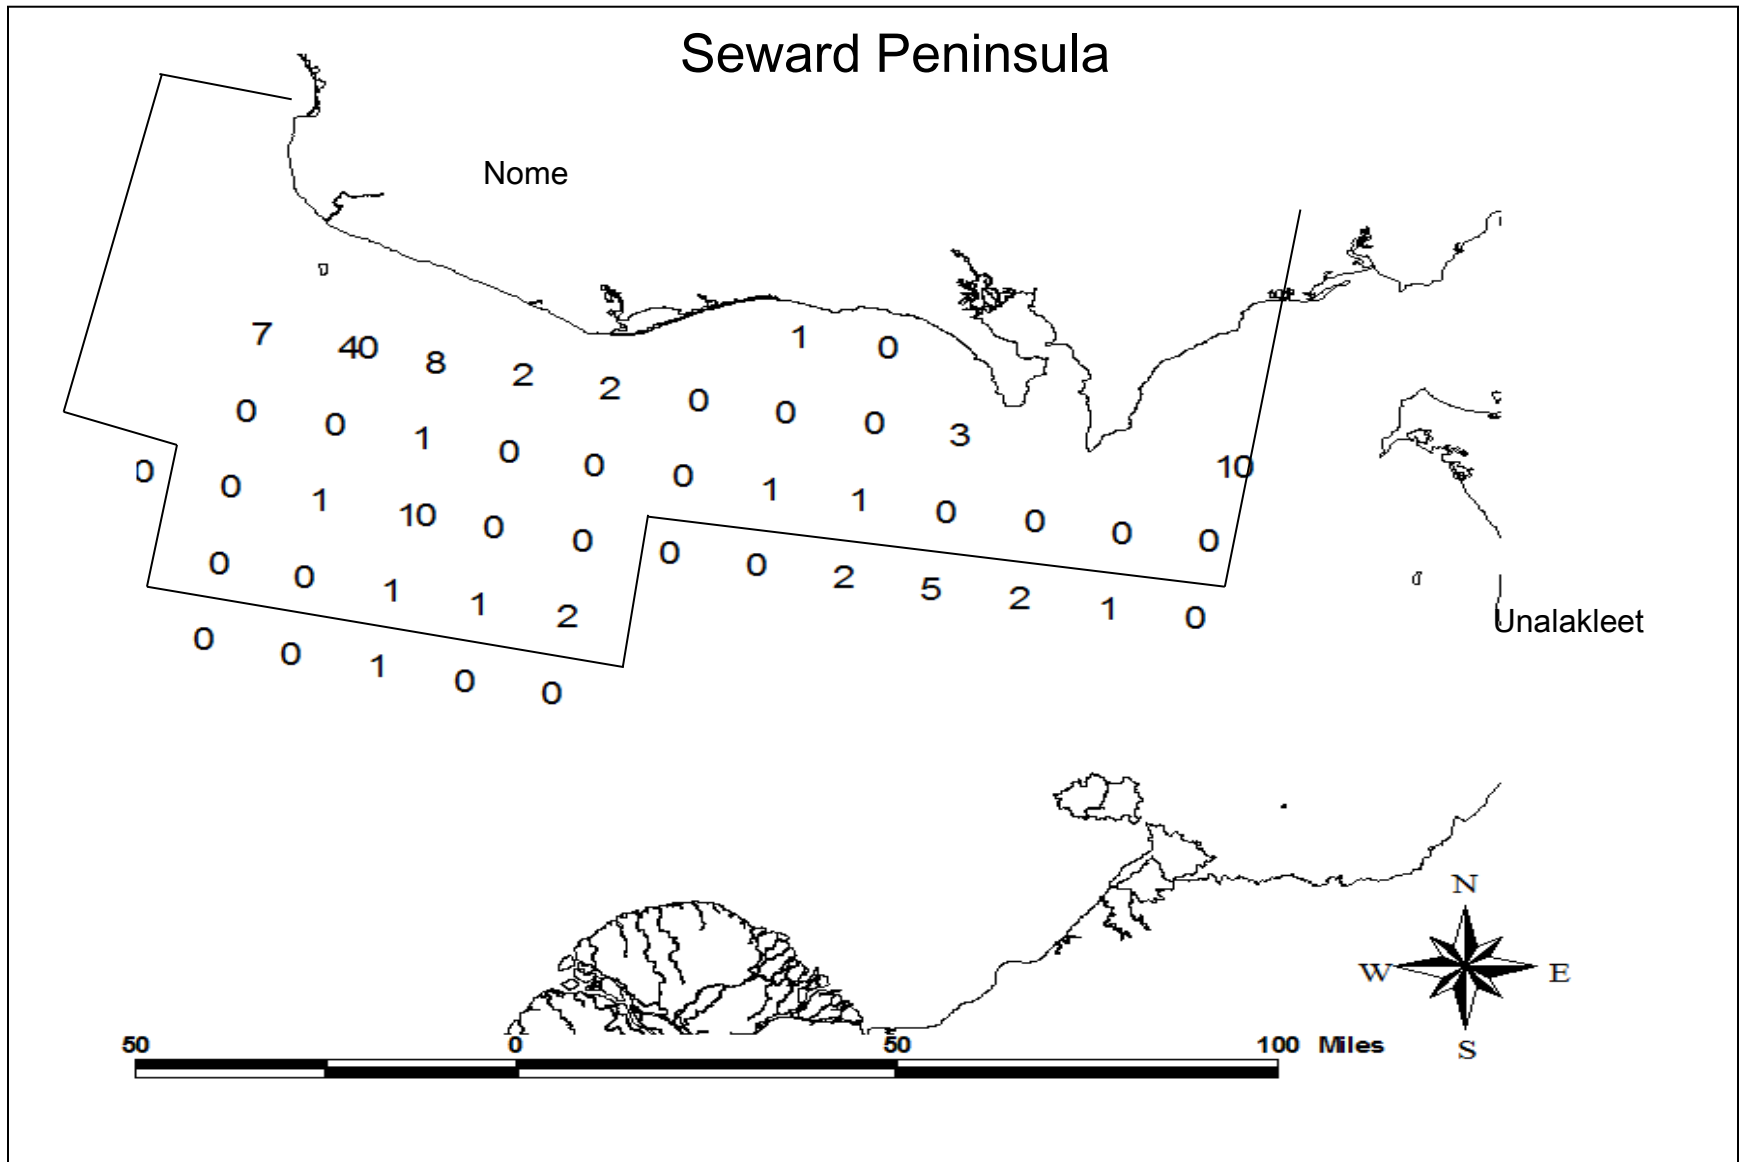 Seward Peninsula
Nome
7 40 8 2 2 0 1 0
0 0 1 0 0 0 0 0 3
0 0 1 10 0 0 0 1 1 0 0 0 0 10
0 0 1 1 2 0 0 2 5 2 1 0
0 0 1 0 0
Unalakleet
N
W E
S
50 0 50 100 Miles